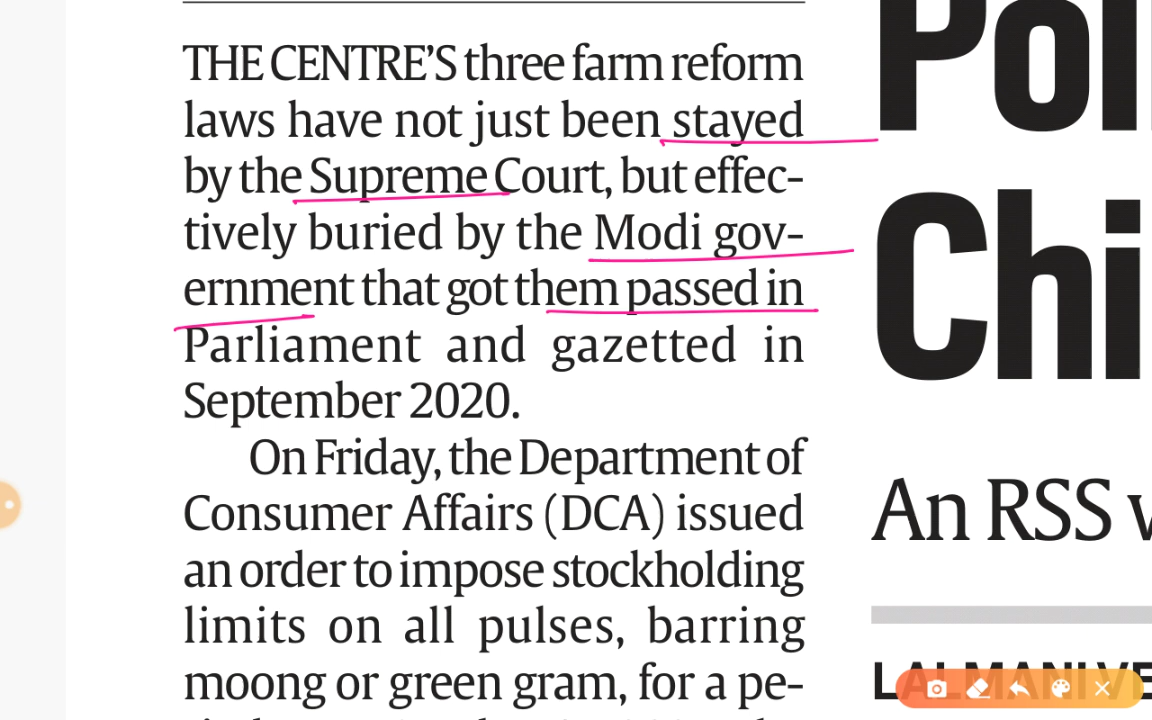 THE CENTRE'S three farm reform
laws have not just been stayed
by the Supreme Court, but effec-
tively buried by the Modi gov-
ernment that got them passed in
Parliament and gazetted in
September 2020.
On Friday, the Department of
Consumer Affairs (DCA) issued
an order to impose stockholding
limits on all pulses, barring
moong or green gram, for a pe-
Pol
Chi
An RSS